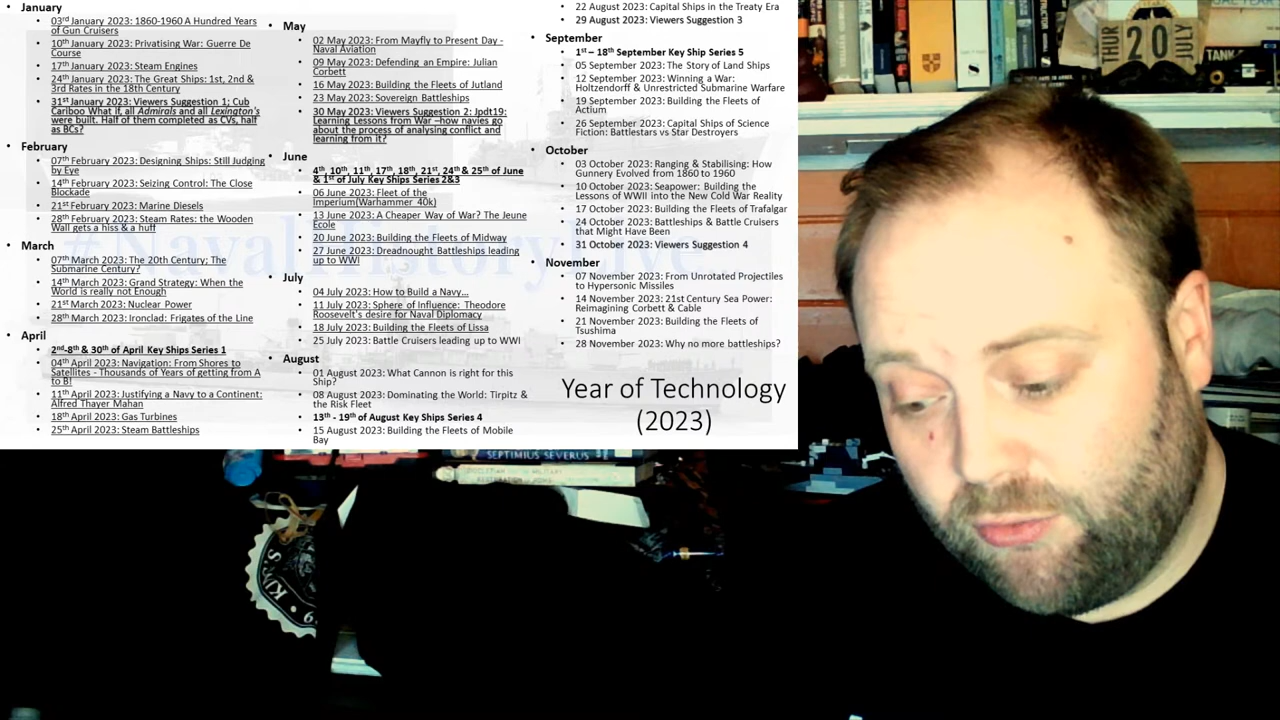 January
03rd January 2023: 1860-1960 A Hundred Years
of Gun Cruisers
10th January 2023: Privatising War: Guerre De
Course
17th January 2023: Steam Engines
24th January 2023: The Great Ships: 1st, 2nd &
3rd Rates in the 18th Century
31st January 2023: Viewers Suggestion 1; Cub
Cariboo What if, all Admirals and all Lexington's
were built. Half of them completed as CVs, half
as BCs?
February
07th February 2023: Designing Ships: Still Judging
by Eye
14th February 2023: Seizing Control: The Close
Blockade
21st February 2023: Marine Diesels
28th February 2023: Steam Rates: the Wooden
Wall gets a hiss & a huff
March
07th March 2023: The 20th Century; The
Submarine Century?
14th March 2023: Grand Strategy: When the
World is really not Enough
21st March 2023: Nuclear Power
28th March 2023: Ironclad: Frigates of the Line
April
2nd-8th & 30th of April Key Ships Series 1
04th April 2023: Navigation: From Shores to
Satellites - Thousands of Years of getting from A
to B!
11th April 2023: Justifying a Navy to a Continent:
Alfred Thayer Mahan
18th April 2023: Gas Turbines
25th April 2023: Steam Battleships
May
02 May 2023: From Mayfly to Present Day -
Naval Aviation
09 May 2023: Defending an Empire: Julian
Corbett
16 May 2023: Building the Fleets of Jutland
23 May 2023: Sovereign Battleships
30 May 2023: Viewers Suggestion 2: Jpdt19:
Learning Lessons from War –how navies go
about the process of analysing conflict and
learning from it?
June
4th, 10th, 11th, 17th, 18th, 21st, 24th & 25th of June
& 1st of July Key Ships Series 2&3
06 June 2023: Fleet of the
Imperium(Warhammer 40k)
13 June 2023: A Cheaper Way of War? The Jeune
Ecole
20 June 2023: Building the Fleets of Midway
27 June 2023: Dreadnought Battleships leading
up to WWI
July
04 July 2023: How to Build a Navy...
11 July 2023: Sphere of Influence: Theodore
Roosevelt's desire for Naval Diplomacy
18 July 2023: Building the Fleets of Lissa
25 July 2023: Battle Cruisers leading up to WWI
August
01 August 2023: What Cannon is right for this
Ship?
08 August 2023: Dominating the World: Tirpitz &
the Risk Fleet
13th - 19th of August Key Ships Series 4
15 August 2023: Building the Fleets of Mobile
Bay
22 August 2023: Capital Ships in the Treaty Era
29 August 2023: Viewers Suggestion 3
September
1st – 18th September Key Ship Series 5
05 September 2023: The Story of Land Ships
12 September 2023: Winning a War:
Holtzendorff & Unrestricted Submarine Warfare
19 September 2023: Building the Fleets of
Actium
26 September 2023: Capital Ships of Science
Fiction: Battlestars vs Star Destroyers
October
03 October 2023: Ranging & Stabilising: How
Gunnery Evolved from 1860 to 1960
10 October 2023: Seapower: Building the
Lessons of WWII into the New Cold War Reality
17 October 2023: Building the Fleets of Trafalgar
24 October 2023: Battleships & Battle Cruisers
that Might Have Been
31 October 2023: Viewers Suggestion 4
November
07 November 2023: From Unrotated Projectiles
to Hypersonic Missiles
14 November 2023: 21st Century Sea Power:
Reimagining Corbett & Cable
21 November 2023: Building the Fleets of
Tsushima
28 November 2023: Why no more battleships?
Year of Technology
(2023)
#NavalHistoryLive
THUR 20 JULY
TANK
SEPTIMIUS SEVERUS